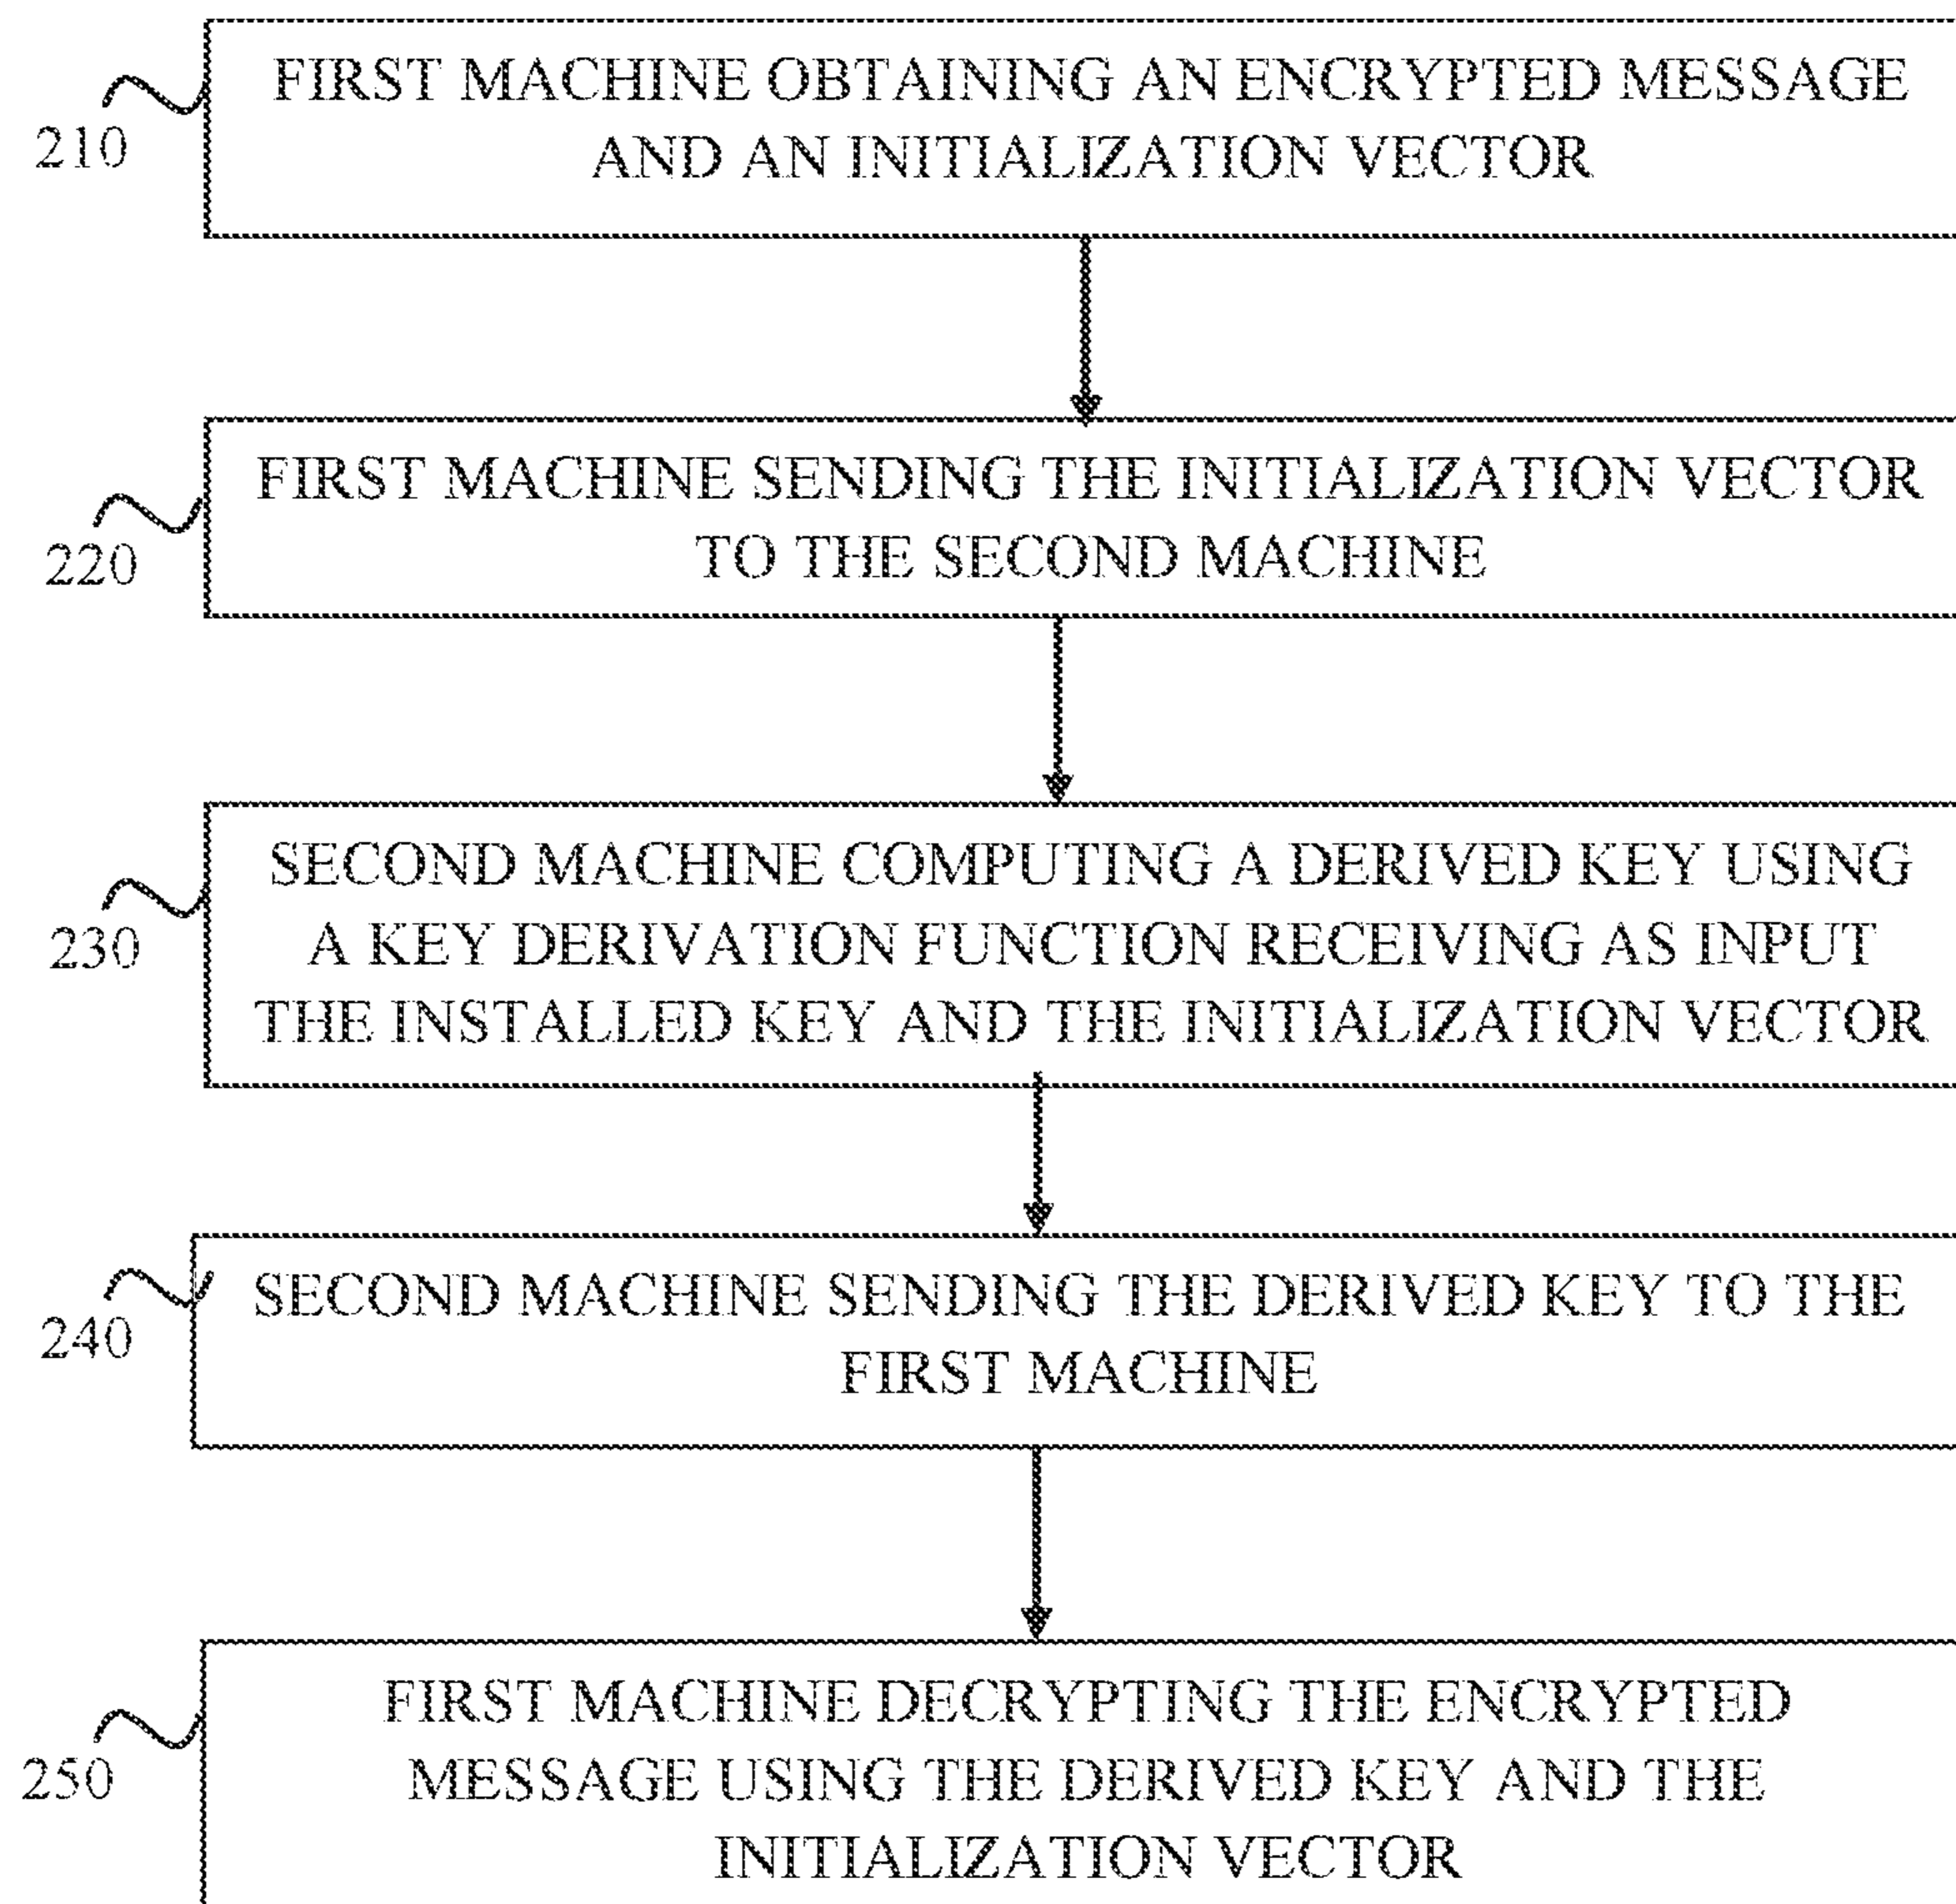 FIRST MACHINE OBTAINING AN ENCRYPTED MESSAGE
AND AN INITIALIZATION VECTOR
210
FIRST MACHINE SENDING THE INITIALIZATION VECTOR
TO THE SECOND MACHINE
220
SECOND MACHINE COMPUTING A DERIVED KEY USING
A KEY DERIVATION FUNCTION RECEIVING AS INPUT
THE INSTALLED KEY AND THE INITIALIZATION VECTOR
230
SECOND MACHINE SENDING THE DERIVED KEY TO THE
FIRST MACHINE
240
FIRST MACHINE DECRYPTING THE ENCRYPTED
MESSAGE USING THE DERIVED KEY AND THE
INITIALIZATION VECTOR
250